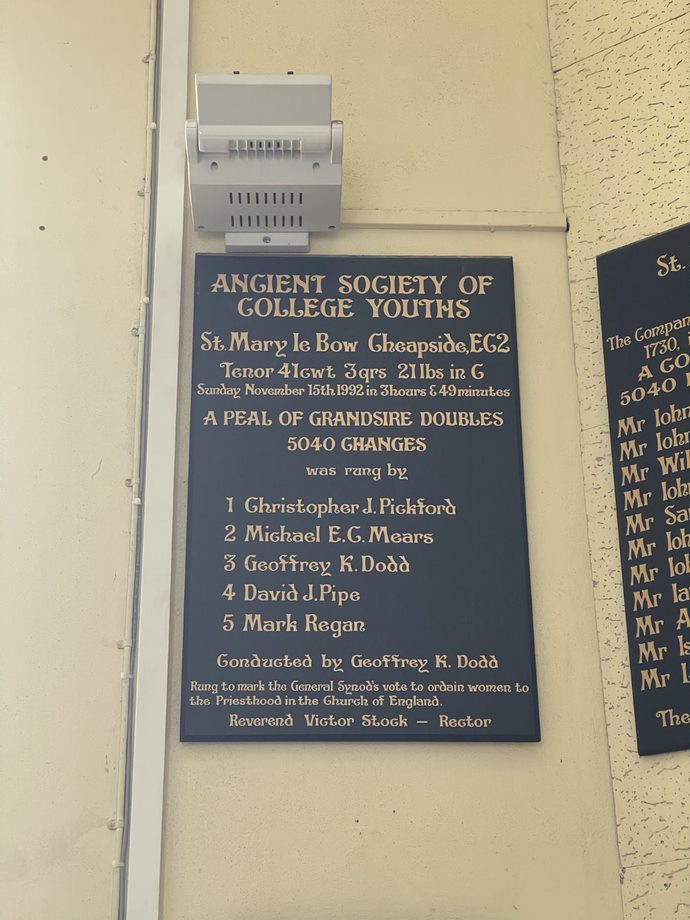 ANCIENT SOCIETY OF
COLLEGE YOUTHS
St. Mary le Bow Cheapside, EC2
Tenor 41cwt 3qrs 21lbs in C
Sunday November 15th 1992 in 3hours & 49minutes
A PEAL OF GRANDSIRE DOUBLES
5040 CHANGES
was rung by
1 Christopher J. Pickford
2 Michael E.C. Mears
3 Geoffrey K. Dodd
4 David J. Pipe
5 Mark Regan
Conducted by Geoffrey K. Dodd
Rung to mark the General Synod's vote to ordain women to
the Priesthood in the Church of England.
Reverend Victor Stock – Rector
St.
The Compan
1730,
A CO
5040
Mr John
Mr John
Mr Wil
Mr John
Mr Sa
Mr Joh
Mr Joh
Mr Ja
Mr A
Mr Is
Mr
The